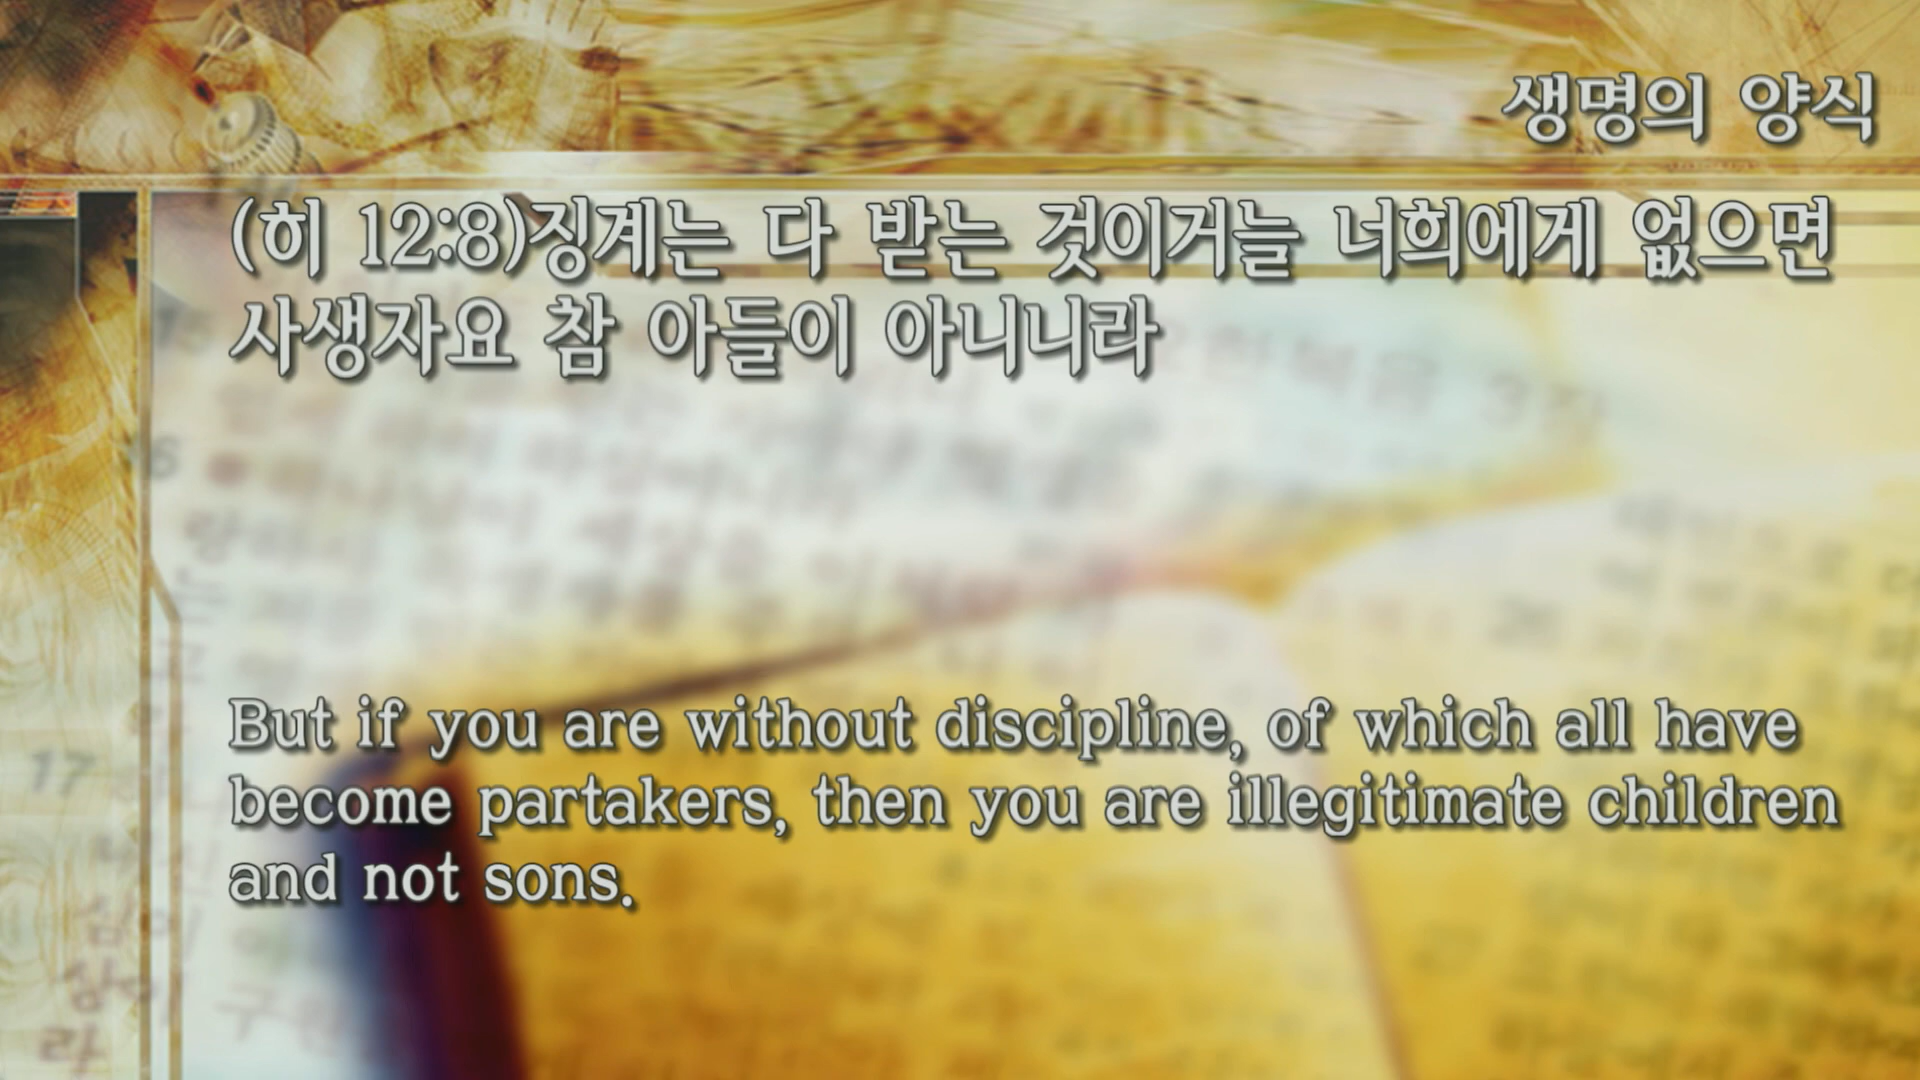 생명의 양식
(히 12:8)징계는 다 받는 것이거늘 너희에게 없으면
사생자요 참 아들이 아니니라
But if you are without discipline, of which all have
become partakers, then you are illegitimate children
and not sons.
17